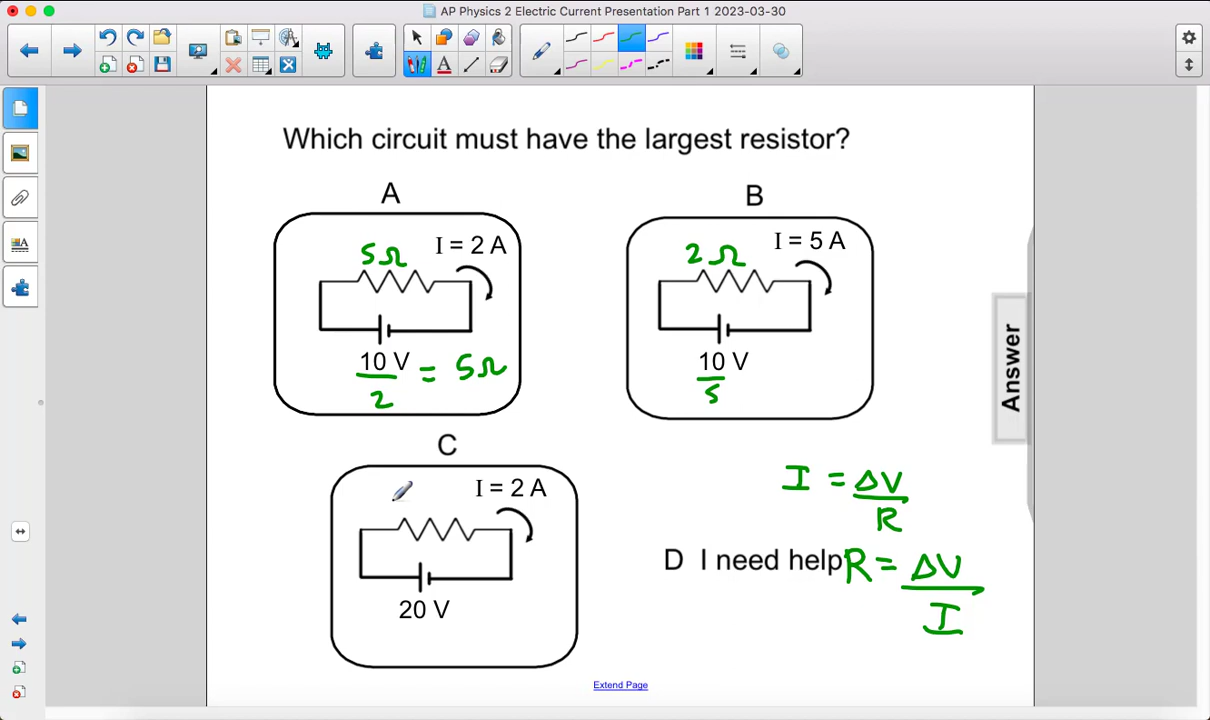 AP Physics 2 Electric Current Presentation Part 1 2023-03-30
Which circuit must have the largest resistor?
A
5Ω
I = 2 A
10 V
2
= 5Ω
B
2Ω
I = 5 A
10 V
5
C
I = 2 A
20 V
I = ΔV
R
D I need help
R = ΔV
I
Answer
Extend Page